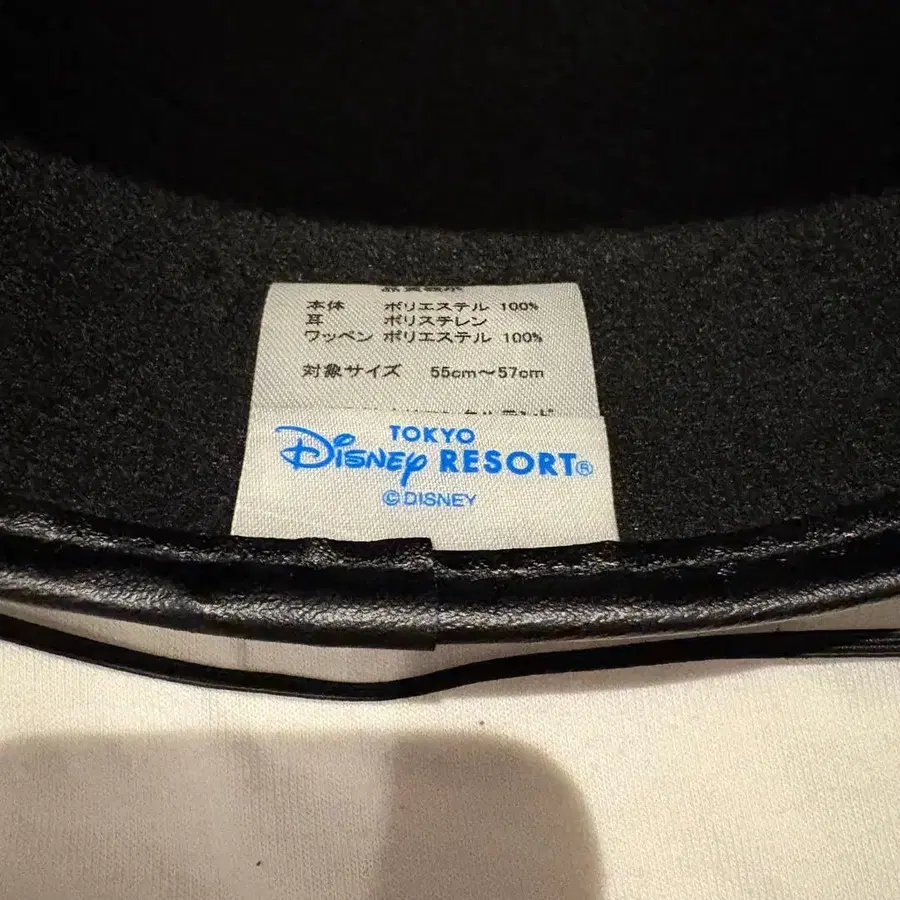 本体 ポリエステル 100%
耳 ポリスチレン
ワッペン ポリエステル 100%
対象サイズ 55cm～57cm
TOKYO
Disney RESORT®
©DISNEY